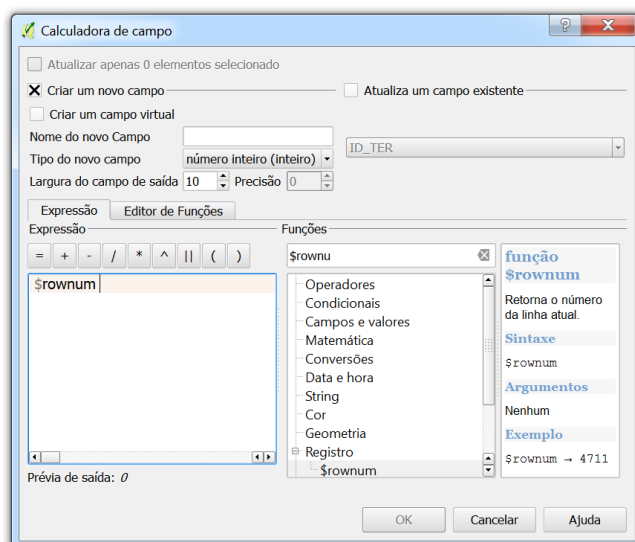 Calculadora de campo
Atualizar apenas 0 elementos selecionado
Criar um novo campo
Atualiza um campo existente
Criar um campo virtual
Nome do novo Campo
ID_TER
Tipo do novo campo número inteiro (inteiro)
Largura do campo de saída 10 Precisão 0
Expressão Editor de Funções
Expressão
= + - / * ^ || ( )
$rownum
Prévia de saída: 0
Funções
$rownu
Operadores
Condicionais
Campos e valores
Matemática
Conversões
Data e hora
String
Cor
Geometria
Registro
$rownum
função
$rownum
Retorna o número
da linha atual.
Sintaxe
$rownum
Argumentos
Nenhum
Exemplo
$rownum → 4711
OK Cancelar Ajuda